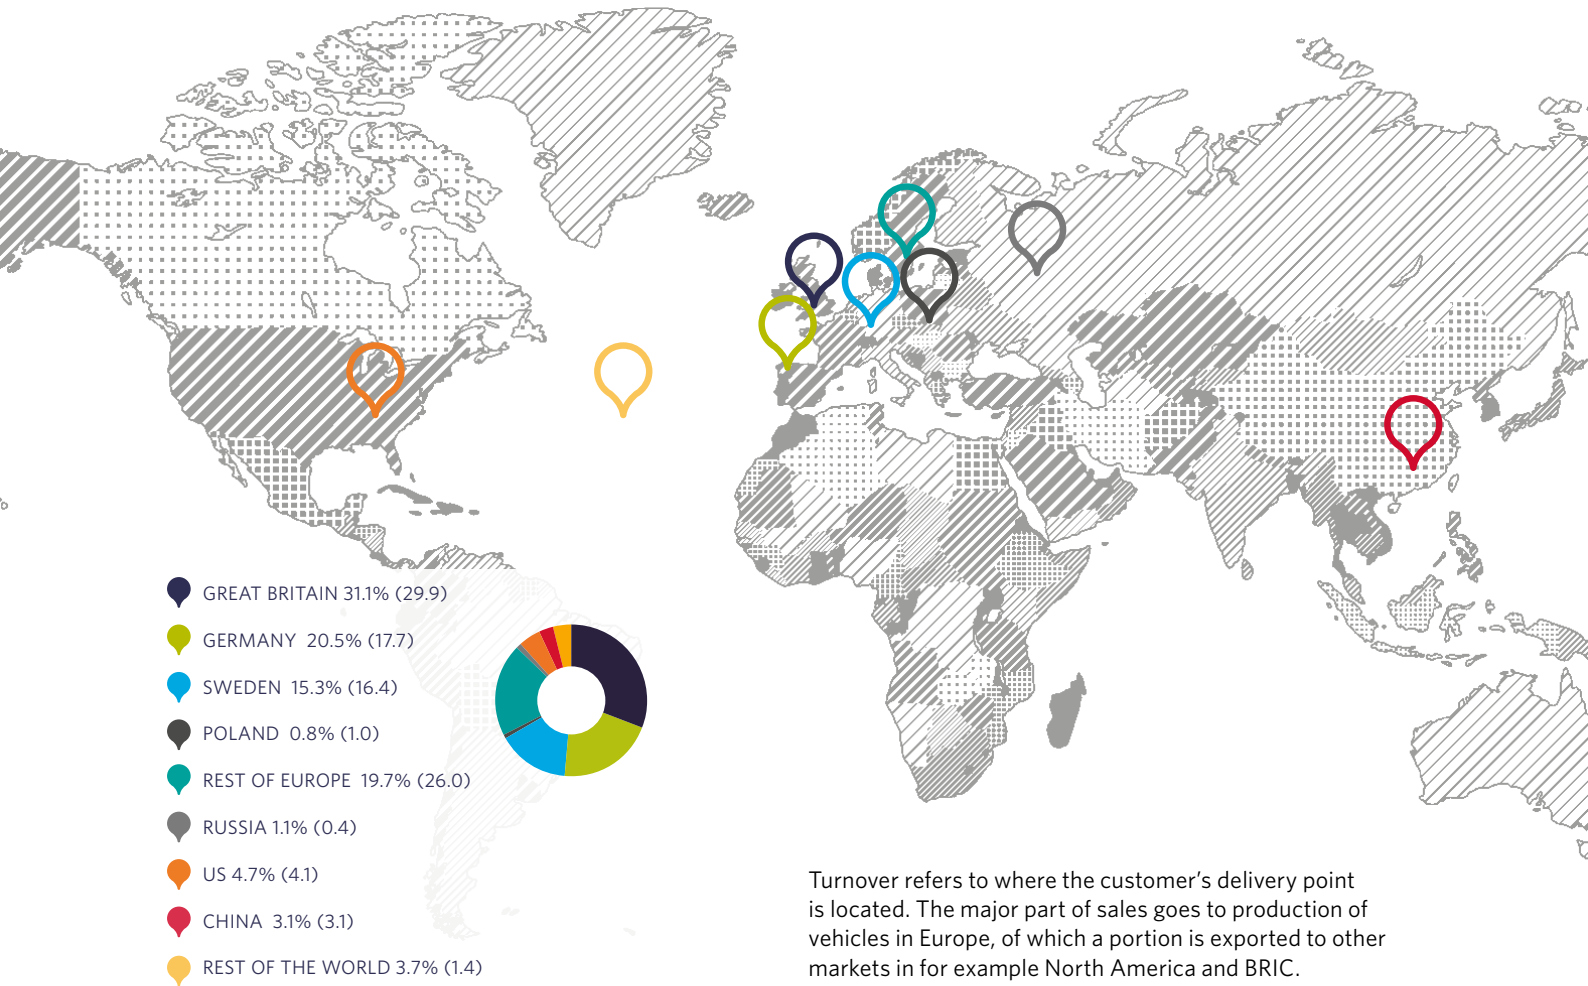 GREAT BRITAIN 31.1% (29.9)
GERMANY 20.5% (17.7)
SWEDEN 15.3% (16.4)
POLAND 0.8% (1.0)
REST OF EUROPE 19.7% (26.0)
RUSSIA 1.1% (0.4)
US 4.7% (4.1)
CHINA 3.1% (3.1)
REST OF THE WORLD 3.7% (1.4)
Turnover refers to where the customer’s delivery point
is located. The major part of sales goes to production of
vehicles in Europe, of which a portion is exported to other
markets in for example North America and BRIC.